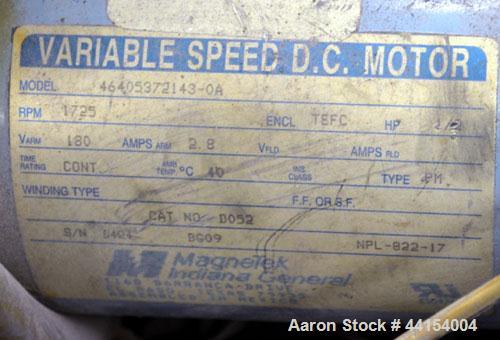 VARIABLE SPEED D.C. MOTOR
MODEL 46405372143-0A
RPM 1725 ENCL TEFC HP 1/2
VARM 180 AMPS ARM 2.8 VFLD AMPS FLD
TIME RATING CONT AMB TEMP. °C 40 INS CLASS TYPE PM
WINDING TYPE F.F. OR S.F.
CAT NO D052
S/N BG09 NPL-822-17
MagneTek
Indiana General
Aaron Stock # 44154004